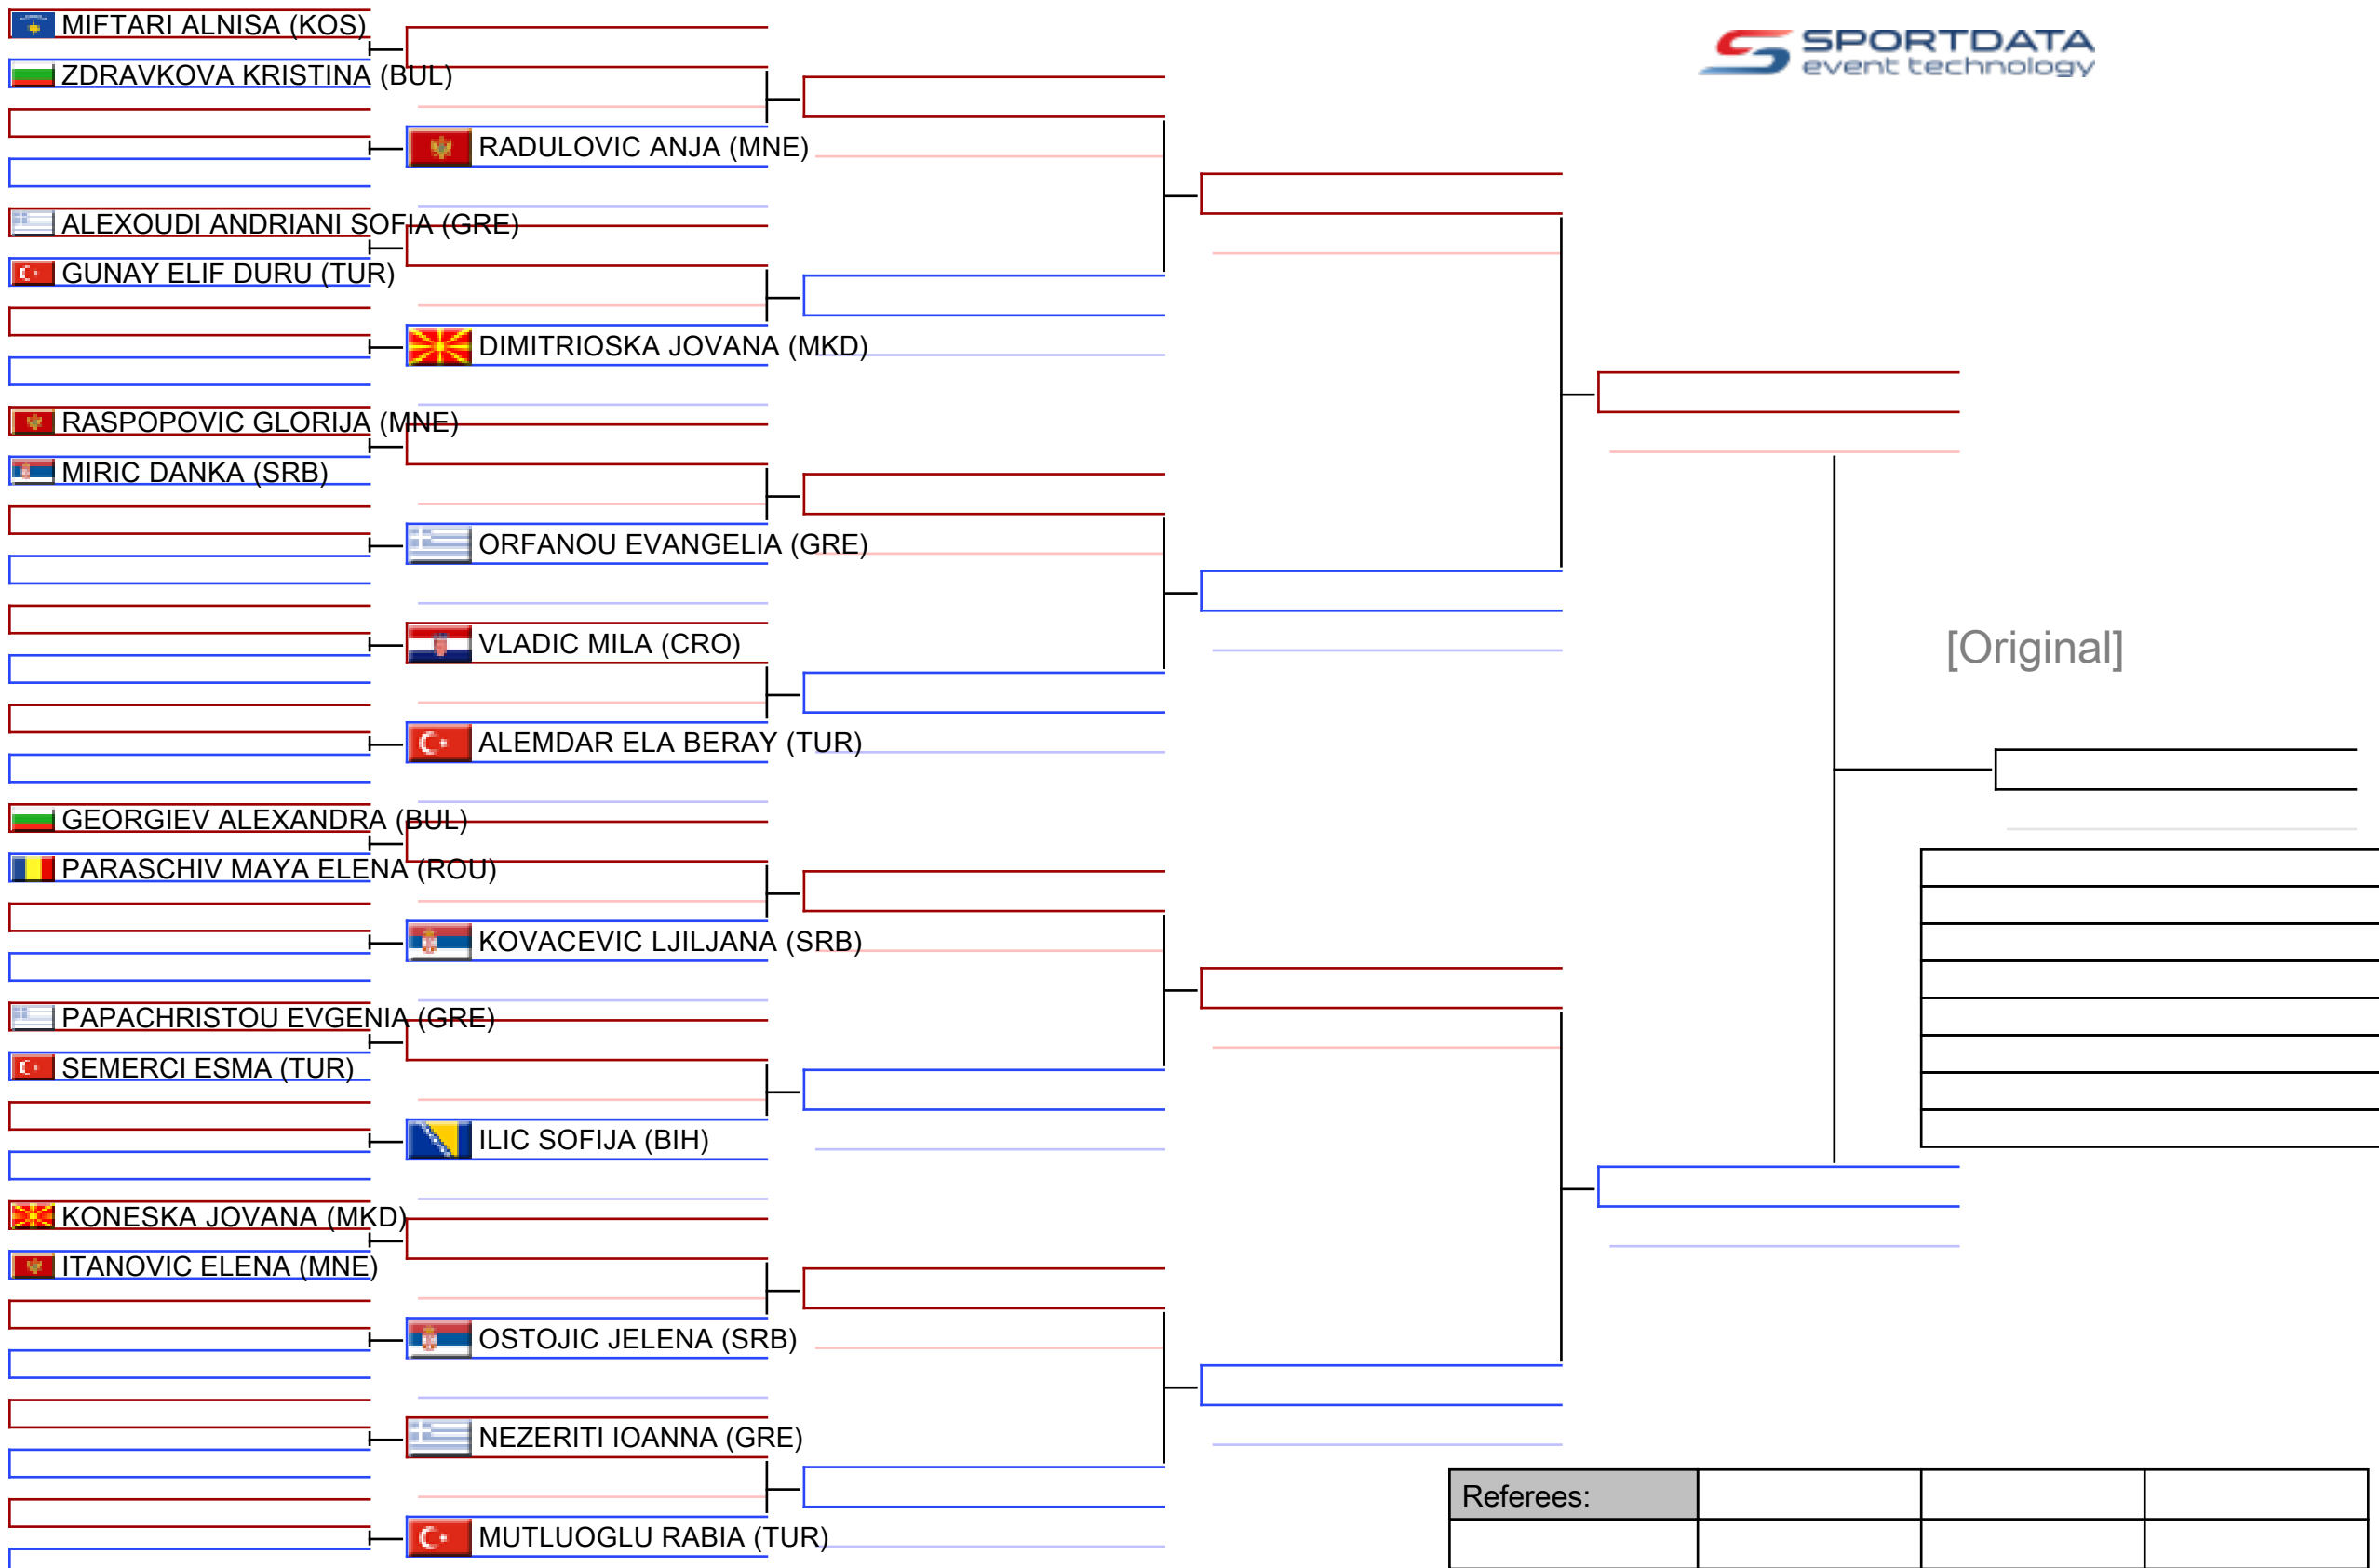 MIFTARI ALNISA (KOS)
ZDRAVKOVA KRISTINA (BUL)
RADULOVIC ANJA (MNE)
ALEXOUDI ANDRIANI SOFIA (GRE)
GUNAY ELIF DURU (TUR)
DIMITRIOSKA JOVANA (MKD)
RASPOPOVIC GLORIJA (MNE)
MIRIC DANKA (SRB)
ORFANOU EVANGELIA (GRE)
VLADIC MILA (CRO)
ALEMDAR ELA BERAY (TUR)
GEORGIEV ALEXANDRA (BUL)
PARASCHIV MAYA ELENA (ROU)
KOVACEVIC LJILJANA (SRB)
PAPACHRISTOU EVGENIA (GRE)
SEMERCI ESMA (TUR)
ILIC SOFIJA (BIH)
KONESKA JOVANA (MKD)
ITANOVIC ELENA (MNE)
OSTOJIC JELENA (SRB)
NEZERITI IOANNA (GRE)
MUTLUOGLU RABIA (TUR)
SPORTDATA
event technology
[Original]
Referees: